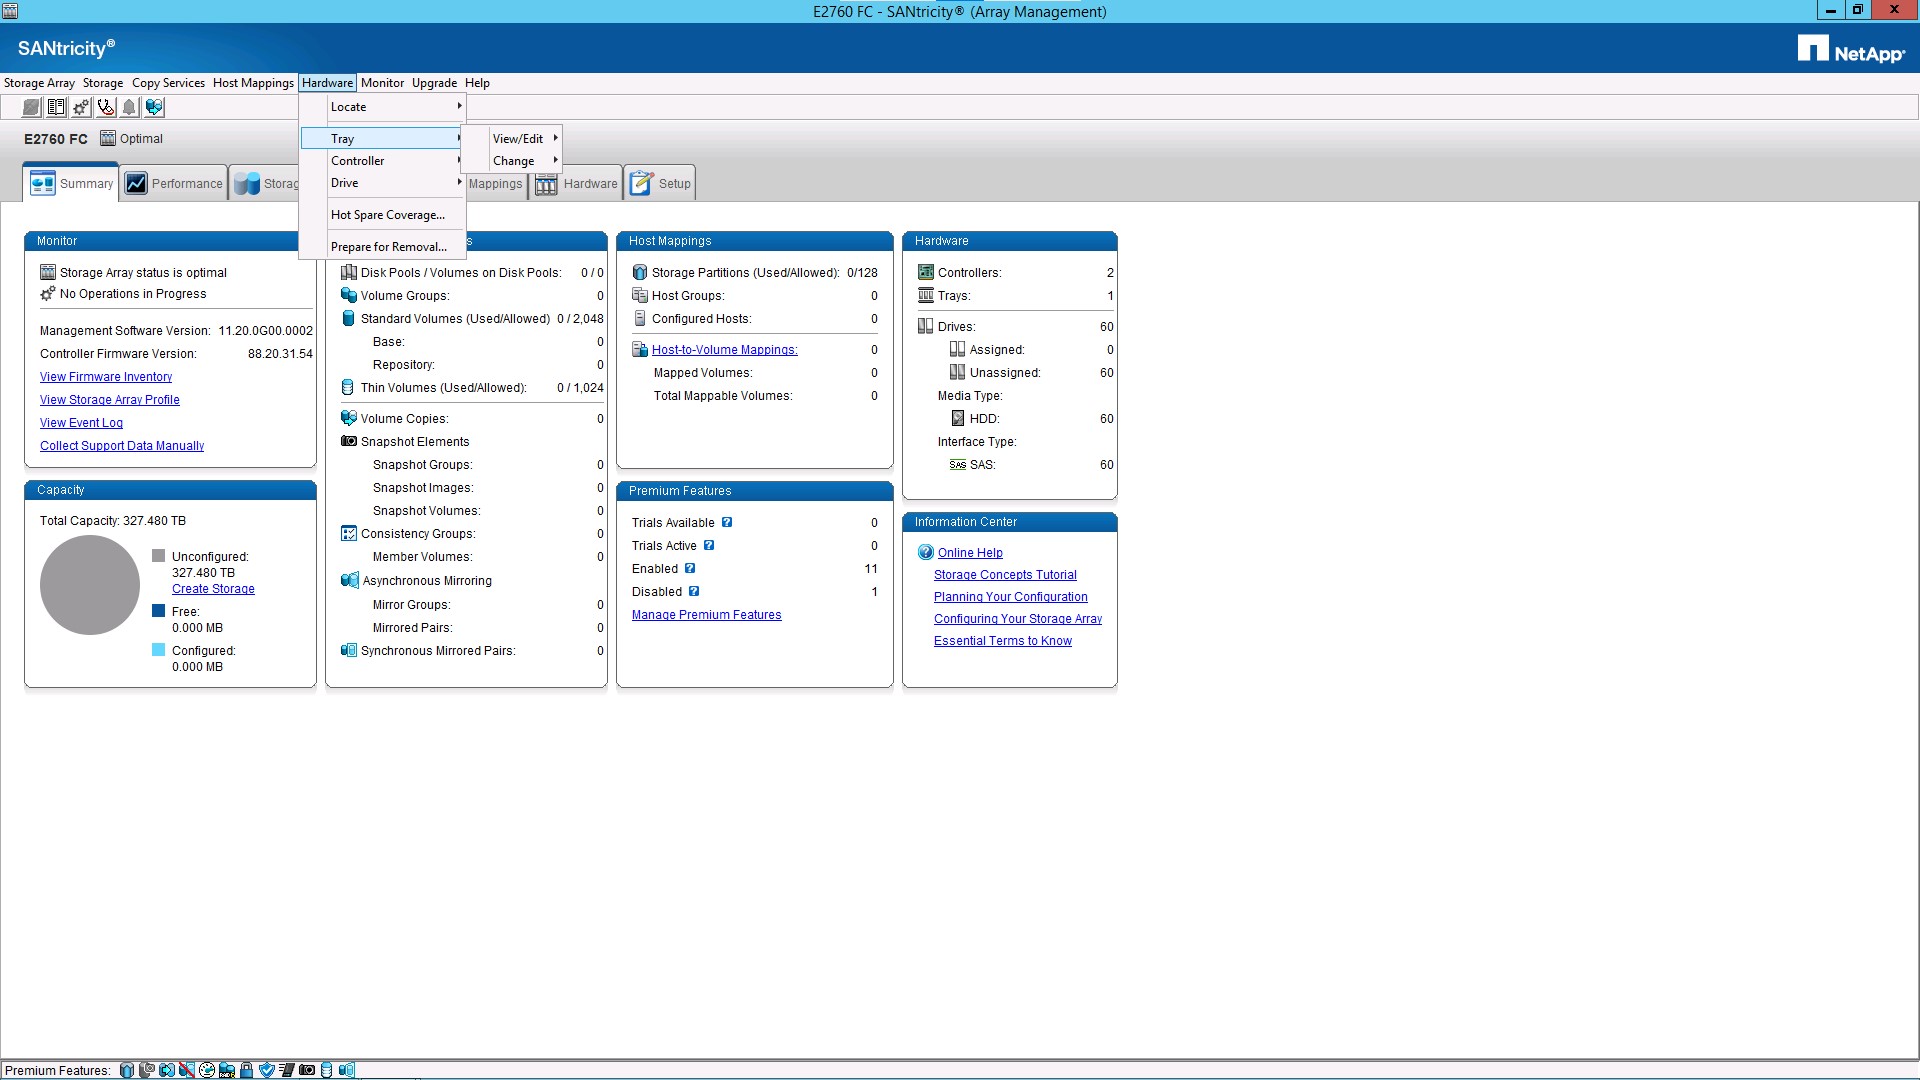 E2760 FC - SANtricity® (Array Management)
SANtricity®
NetApp®
Storage Array Storage Copy Services Host Mappings Hardware Monitor Upgrade Help
Locate
Tray
Controller
Drive
Hot Spare Coverage...
Prepare for Removal...
View/Edit
Change
E2760 FC Optimal
Summary Performance Storag Mappings Hardware Setup
Monitor
Storage Array status is optimal
No Operations in Progress
Management Software Version: 11.20.0G00.0002
Controller Firmware Version: 88.20.31.54
View Firmware Inventory
View Storage Array Profile
View Event Log
Collect Support Data Manually
Capacity
Total Capacity: 327.480 TB
Unconfigured:
327.480 TB
Create Storage
Free:
0.000 MB
Configured:
0.000 MB
s
Disk Pools / Volumes on Disk Pools: 0 / 0
Volume Groups: 0
Standard Volumes (Used/Allowed) 0 / 2,048
Base: 0
Repository: 0
Thin Volumes (Used/Allowed): 0 / 1,024
Volume Copies: 0
Snapshot Elements
Snapshot Groups: 0
Snapshot Images: 0
Snapshot Volumes: 0
Consistency Groups: 0
Member Volumes: 0
Asynchronous Mirroring
Mirror Groups: 0
Mirrored Pairs: 0
Synchronous Mirrored Pairs: 0
Host Mappings
Storage Partitions (Used/Allowed): 0/128
Host Groups: 0
Configured Hosts: 0
Host-to-Volume Mappings: 0
Mapped Volumes: 0
Total Mappable Volumes: 0
Premium Features
Trials Available ? 0
Trials Active ? 0
Enabled ? 11
Disabled ? 1
Manage Premium Features
Hardware
Controllers: 2
Trays: 1
Drives: 60
Assigned: 0
Unassigned: 60
Media Type:
HDD: 60
Interface Type:
SAS SAS: 60
Information Center
? Online Help
Storage Concepts Tutorial
Planning Your Configuration
Configuring Your Storage Array
Essential Terms to Know
Premium Features: